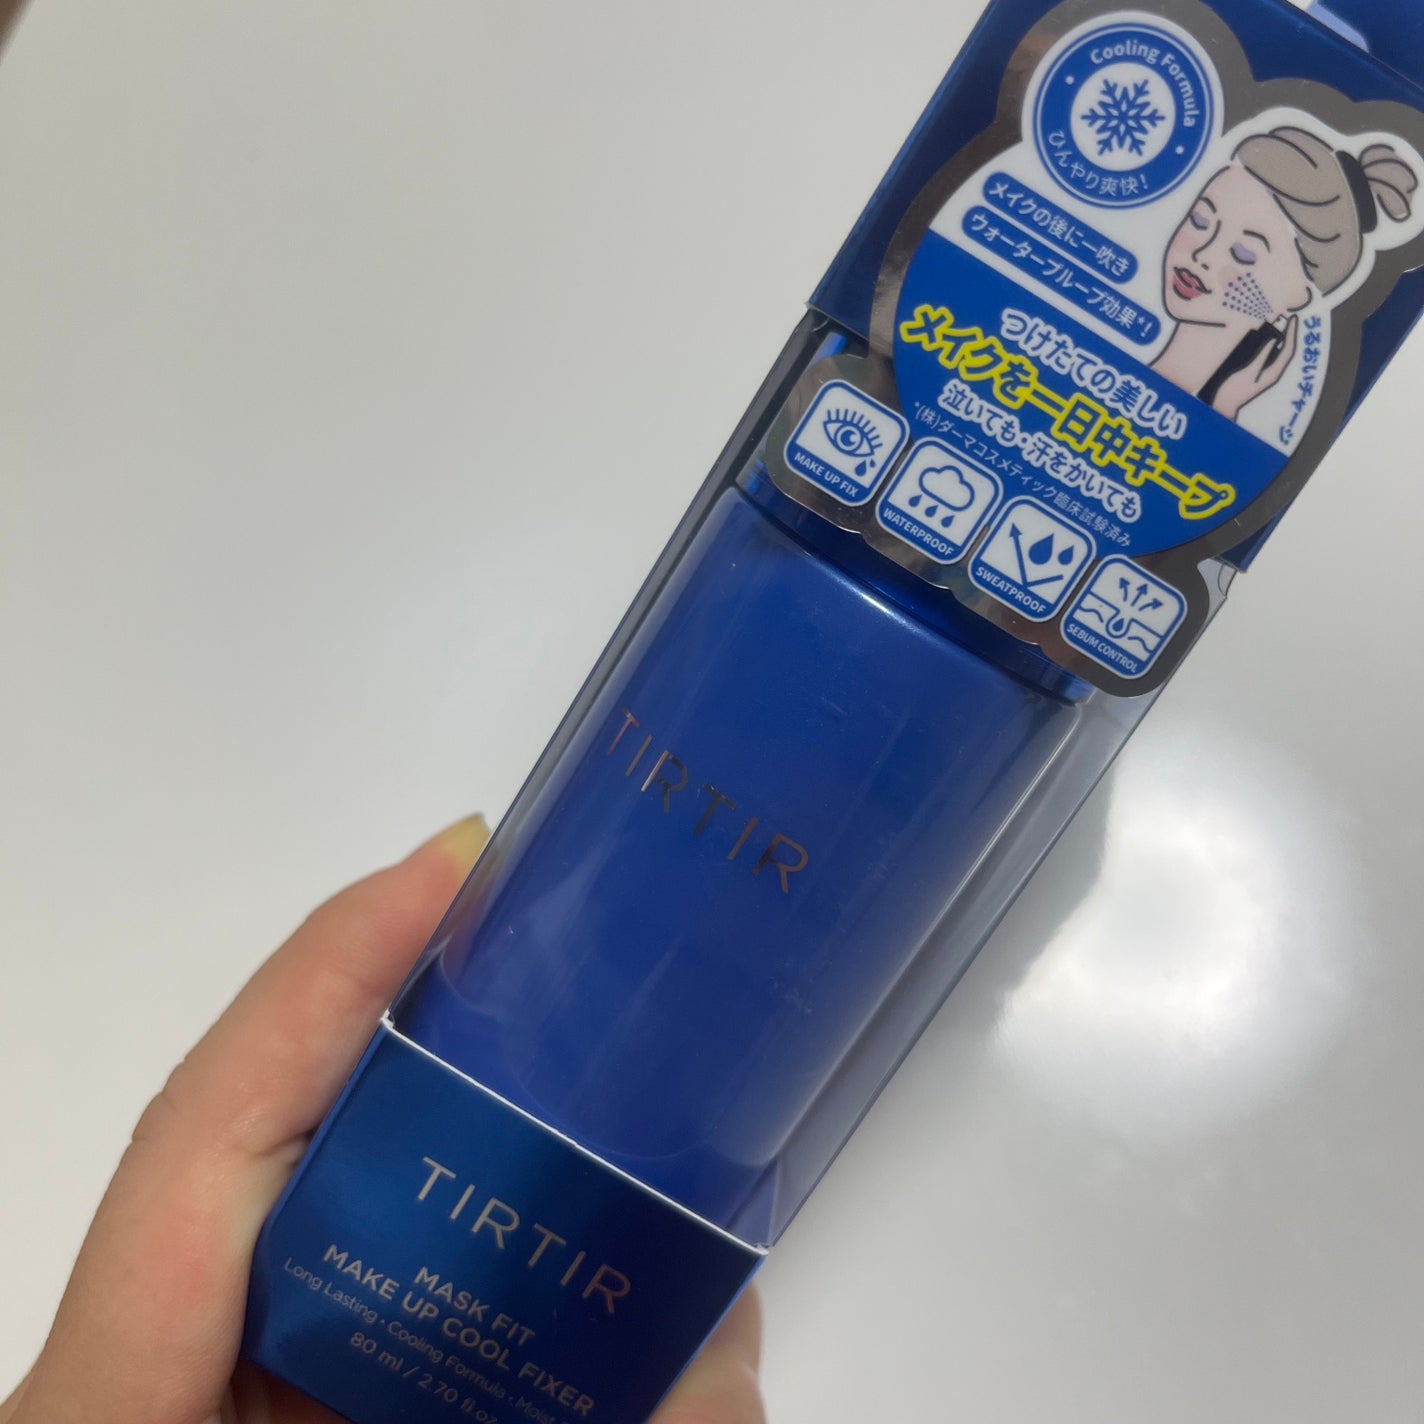 Cooling Formula
ひんやり爽快!
メイクの後に一吹き
ウォータープルーフ効果*!
うるおいチャージ
つけたての美しい
メイクを一日中キープ
泣いても・汗をかいても
*(株)ダーマコスメティック臨床試験済み
MAKE UP FIX
WATERPROOF
SWEATPROOF
SEBUM CONTROL
TIRTIR
TIRTIR
MASK FIT
MAKE UP COOL FIXER
Long Lasting · Cooling Formula · Moist
80 ml / 2.70 fl.oz